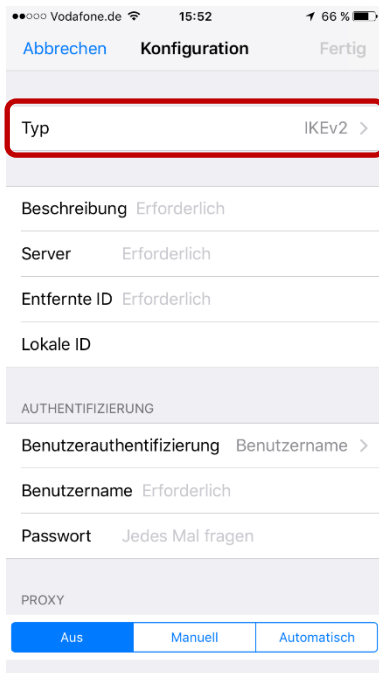 Vodafone.de 15:52 66 %
Abbrechen Konfiguration Fertig
Typ IKEv2
Beschreibung Erforderlich
Server Erforderlich
Entfernte ID Erforderlich
Lokale ID
AUTHENTIFIZIERUNG
Benutzerauthentifizierung Benutzername
Benutzername Erforderlich
Passwort Jedes Mal fragen
PROXY
Aus Manuell Automatisch